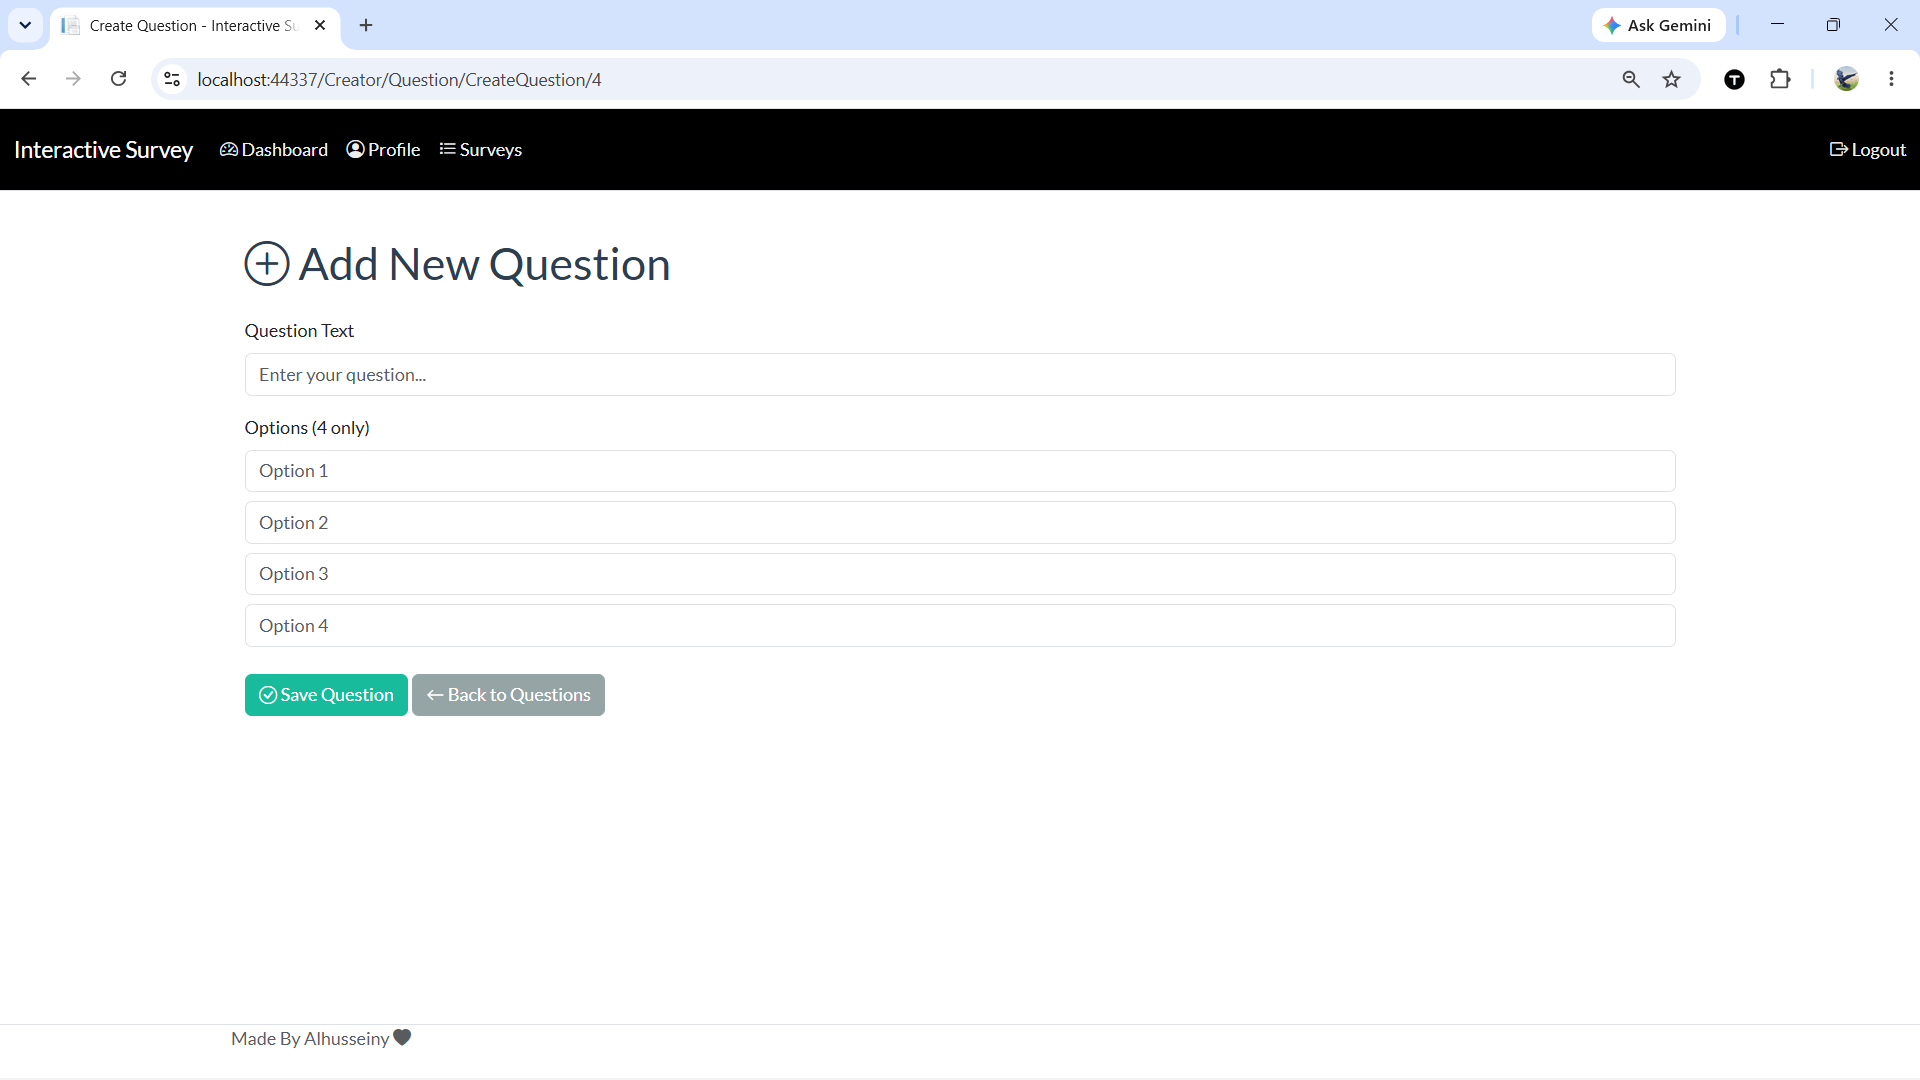 Create Question - Interactive Su
Ask Gemini
localhost:44337/Creator/Question/CreateQuestion/4
T
Interactive Survey Dashboard Profile Surveys Logout
Add New Question
Question Text
Enter your question...
Options (4 only)
Option 1
Option 2
Option 3
Option 4
Save Question Back to Questions
Made By Alhusseiny